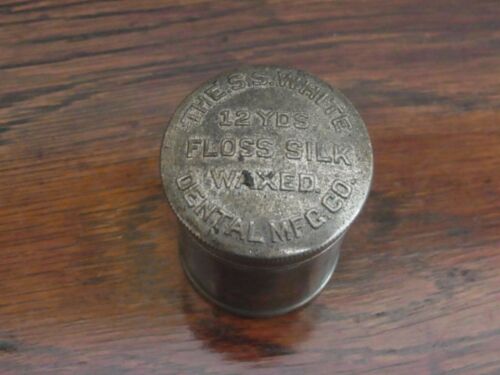 THE S.S. WHITE
12 YDS
FLOSS SILK
WAXED.
DENTAL MFG. CO.